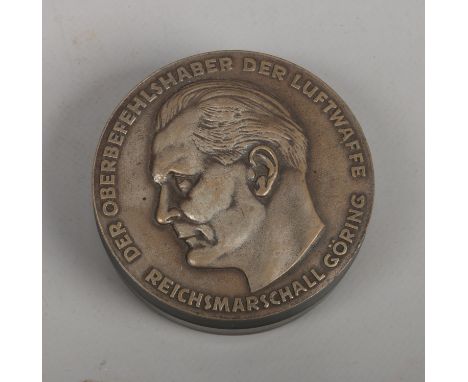 DER OBERBEFEHLSHABER DER LUFTWAFFE
REICHSMARSCHALL GÖRING